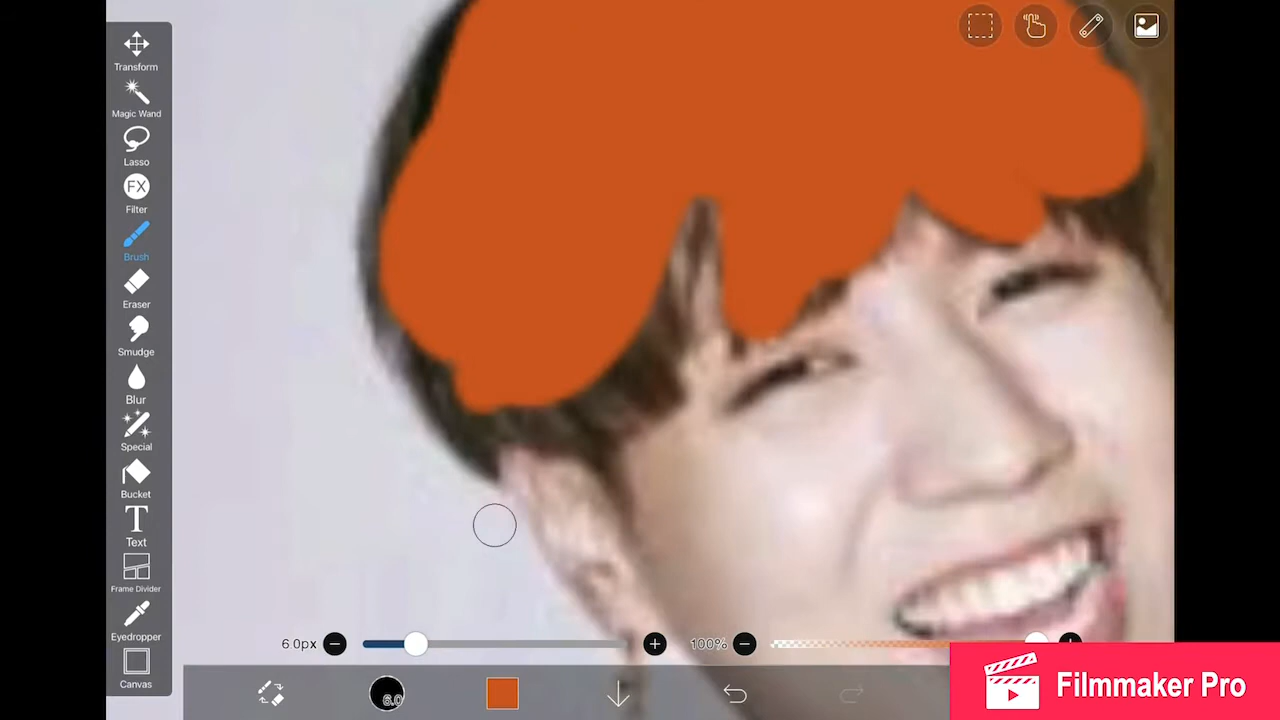 Transform
Magic Wand
Lasso
FX
Filter
Brush
Eraser
Smudge
Blur
Special
Bucket
T
Text
Frame Divider
Eyedropper
Canvas
6.0px
100%
6.0
Filmmaker Pro